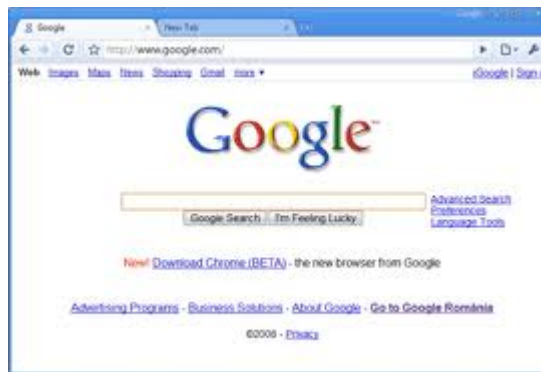 Google
New Tab
http://www.google.com/
Web Images Maps News Shopping Gmail more ▼
iGoogle | Sign
Google
Advanced Search
Preferences
Language Tools
Google Search I'm Feeling Lucky
New! Download Chrome (BETA) - the new browser from Google
Advertising Programs - Business Solutions - About Google - Go to Google România
©2008 - Privacy